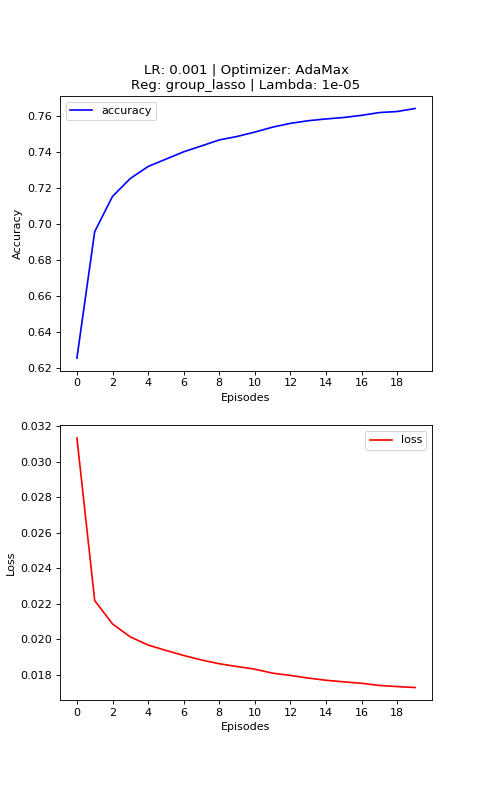 LR: 0.001 | Optimizer: AdaMax
Reg: group_lasso | Lambda: 1e-05
accuracy
Accuracy
0.76
0.74
0.72
0.70
0.68
0.66
0.64
0.62
0 2 4 6 8 10 12 14 16 18
Episodes
loss
Loss
0.032
0.030
0.028
0.026
0.024
0.022
0.020
0.018
0 2 4 6 8 10 12 14 16 18
Episodes